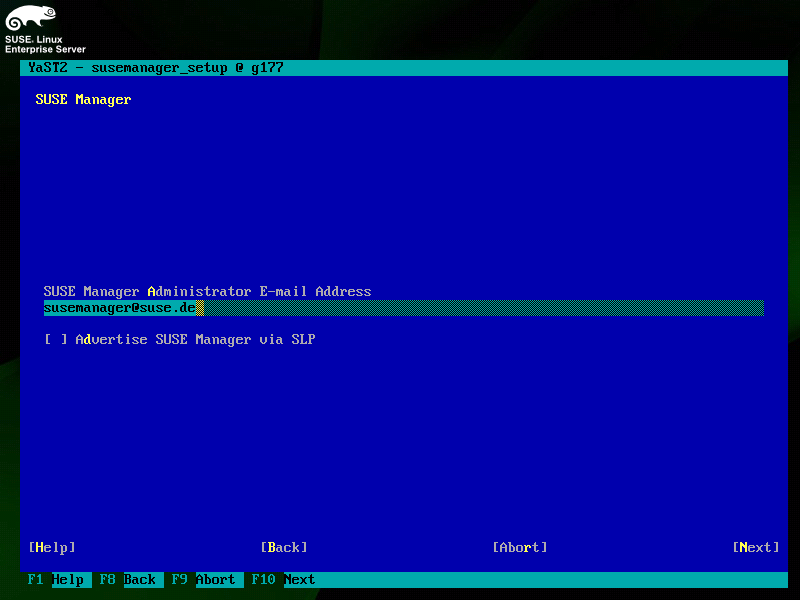 SUSE. Linux
Enterprise Server
YaST2 - susemanager_setup @ g177
SUSE Manager
SUSE Manager Administrator E-mail Address
susemanager@suse.de
[ ] Advertise SUSE Manager via SLP
[Help] [Back] [Abort] [Next]
F1 Help F8 Back F9 Abort F10 Next